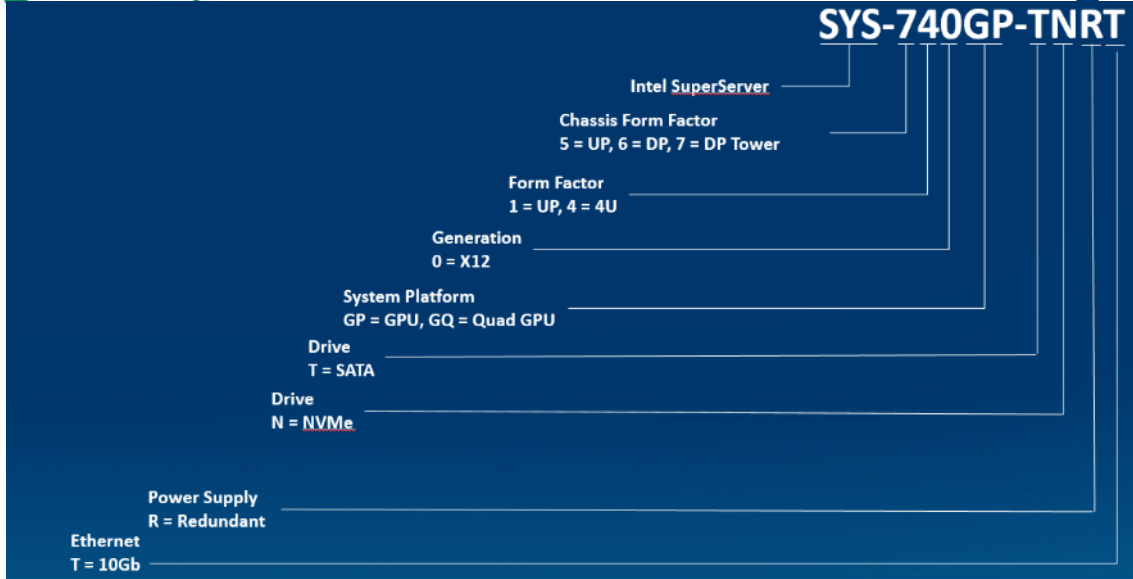 SYS-740GP-TNRT
Intel SuperServer
Chassis Form Factor
5 = UP, 6 = DP, 7 = DP Tower
Form Factor
1 = UP, 4 = 4U
Generation
0 = X12
System Platform
GP = GPU, GQ = Quad GPU
Drive
T = SATA
Drive
N = NVMe
Power Supply
R = Redundant
Ethernet
T = 10Gb